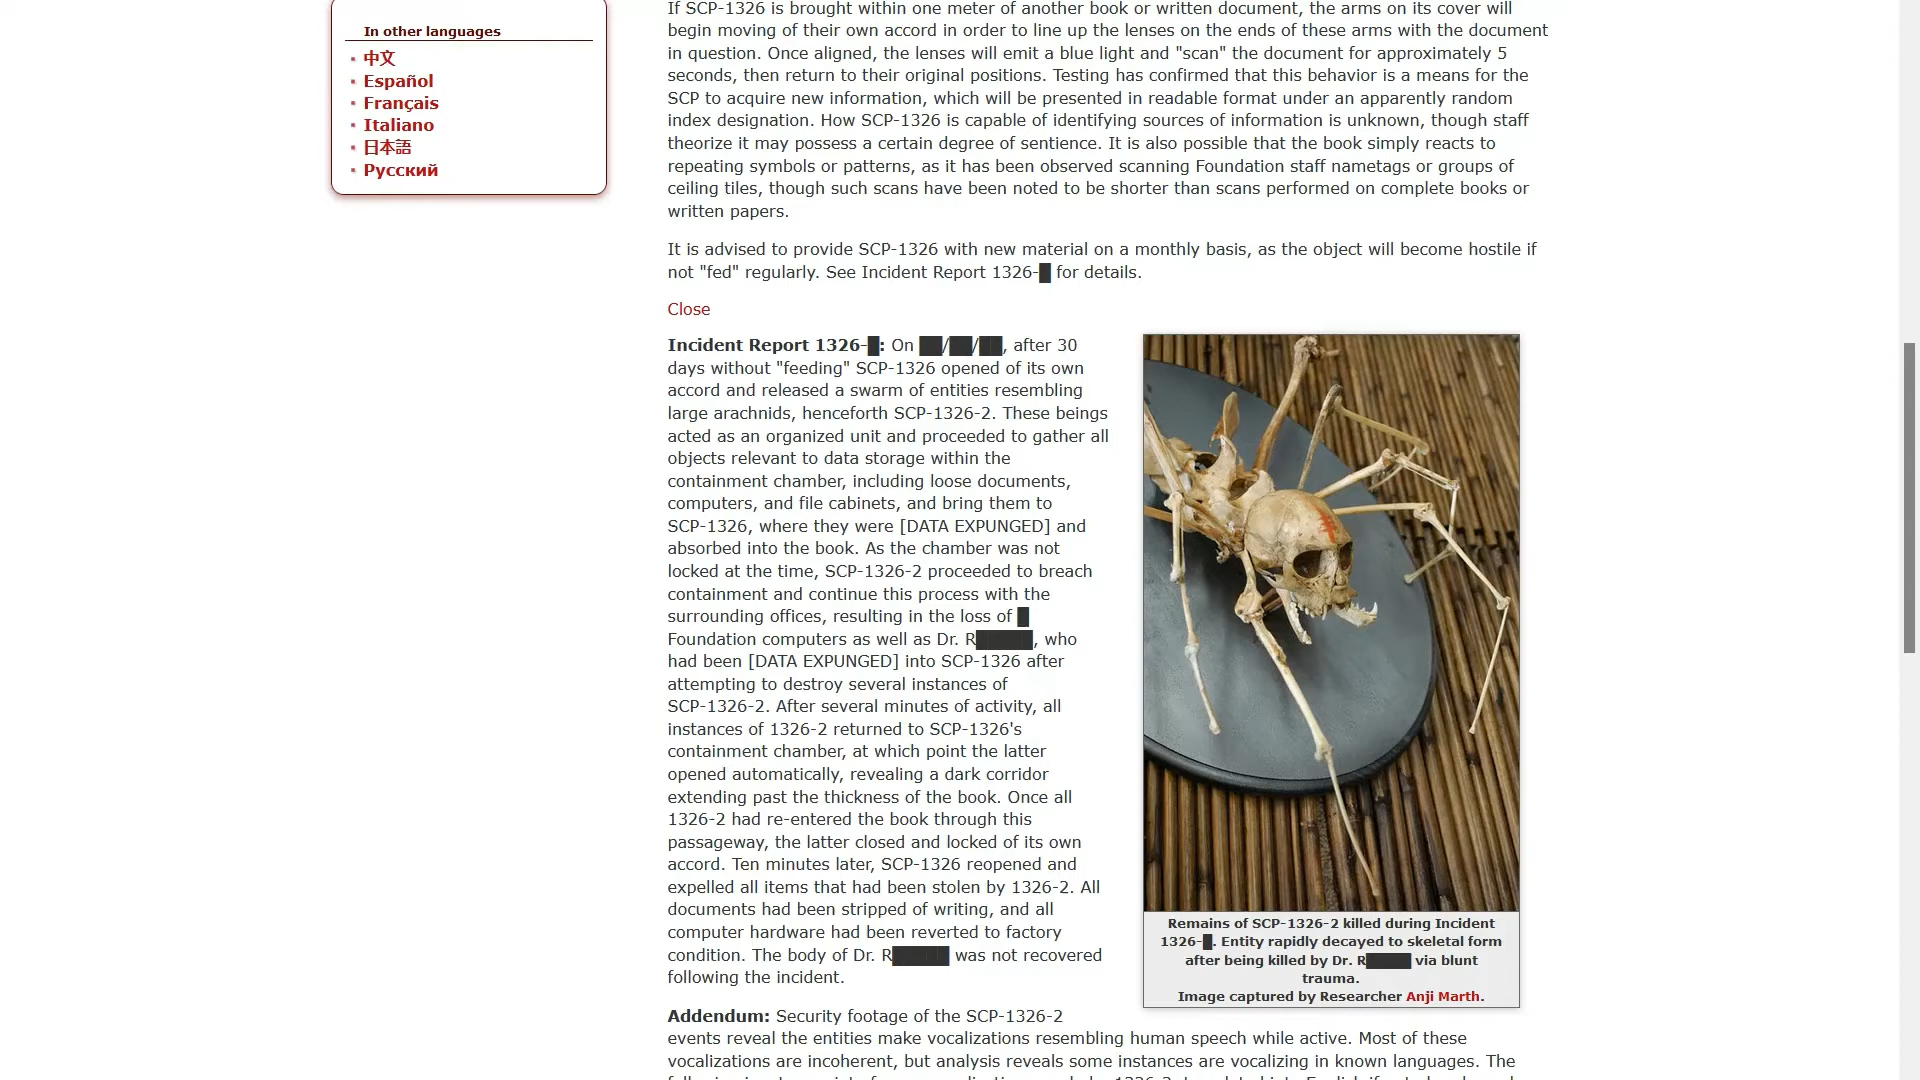 In other languages
中文
Español
Français
Italiano
日本語
Русский
If SCP-1326 is brought within one meter of another book or written document, the arms on its cover will
begin moving of their own accord in order to line up the lenses on the ends of these arms with the document
in question. Once aligned, the lenses will emit a blue light and "scan" the document for approximately 5
seconds, then return to their original positions. Testing has confirmed that this behavior is a means for the
SCP to acquire new information, which will be presented in readable format under an apparently random
index designation. How SCP-1326 is capable of identifying sources of information is unknown, though staff
theorize it may possess a certain degree of sentience. It is also possible that the book simply reacts to
repeating symbols or patterns, as it has been observed scanning Foundation staff nametags or groups of
ceiling tiles, though such scans have been noted to be shorter than scans performed on complete books or
written papers.
It is advised to provide SCP-1326 with new material on a monthly basis, as the object will become hostile if
not "fed" regularly. See Incident Report 1326-█ for details.
Close
Incident Report 1326-█: On ██/██/██, after 30
days without "feeding" SCP-1326 opened of its own
accord and released a swarm of entities resembling
large arachnids, henceforth SCP-1326-2. These beings
acted as an organized unit and proceeded to gather all
objects relevant to data storage within the
containment chamber, including loose documents,
computers, and file cabinets, and bring them to
SCP-1326, where they were [DATA EXPUNGED] and
absorbed into the book. As the chamber was not
locked at the time, SCP-1326-2 proceeded to breach
containment and continue this process with the
surrounding offices, resulting in the loss of █
Foundation computers as well as Dr. R█████, who
had been [DATA EXPUNGED] into SCP-1326 after
attempting to destroy several instances of
SCP-1326-2. After several minutes of activity, all
instances of 1326-2 returned to SCP-1326's
containment chamber, at which point the latter
opened automatically, revealing a dark corridor
extending past the thickness of the book. Once all
1326-2 had re-entered the book through this
passageway, the latter closed and locked of its own
accord. Ten minutes later, SCP-1326 reopened and
expelled all items that had been stolen by 1326-2. All
documents had been stripped of writing, and all
computer hardware had been reverted to factory
condition. The body of Dr. R█████ was not recovered
following the incident.
Remains of SCP-1326-2 killed during Incident
1326-█. Entity rapidly decayed to skeletal form
after being killed by Dr. R█████ via blunt
trauma.
Image captured by Researcher Anji Marth.
Addendum: Security footage of the SCP-1326-2
events reveal the entities make vocalizations resembling human speech while active. Most of these
vocalizations are incoherent, but analysis reveals some instances are vocalizing in known languages. The